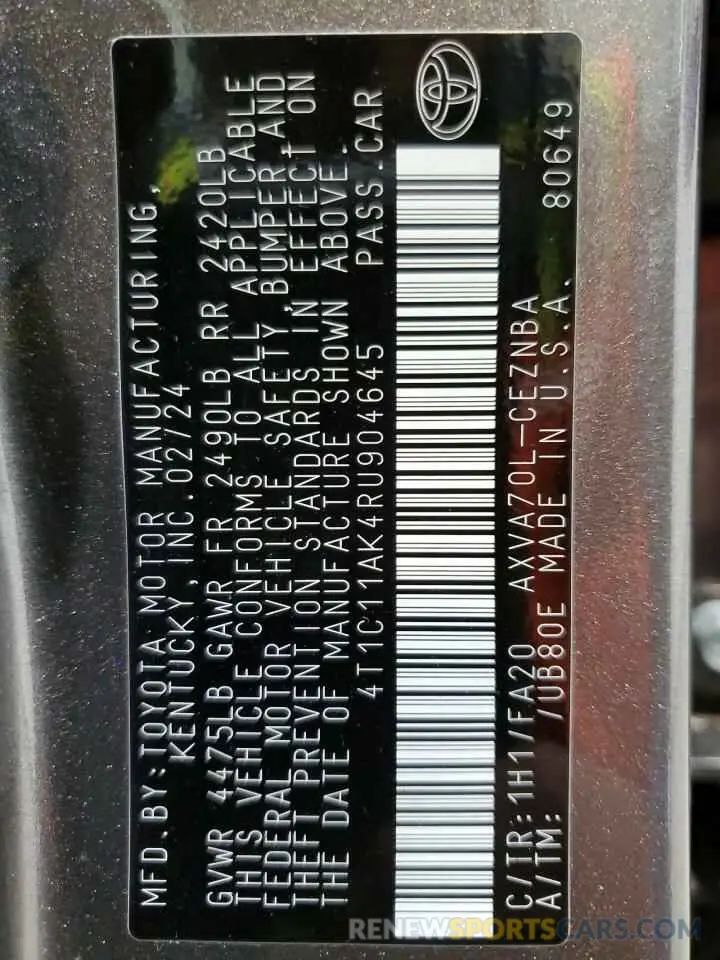 MFD.BY:TOYOTA MOTOR MANUFACTURING,
KENTUCKY,INC.02/24
GVWR 4475LB GAWR FR 2490LB RR 2420LB
THIS VEHICLE CONFORMS TO ALL APPLICABLE
FEDERAL MOTOR VEHICLE SAFETY,BUMPER,AND
THEFT PREVENTION STANDARDS IN EFFECT ON
THE DATE OF MANUFACTURE SHOWN ABOVE.
4T1C11AK4RU904645 PASS.CAR
C/TR:1H1/FA20 AXVA70L-CEZNBA
A/TM: /UB80E MADE IN U.S.A. 80649
RENEWSPORTSCARS.COM